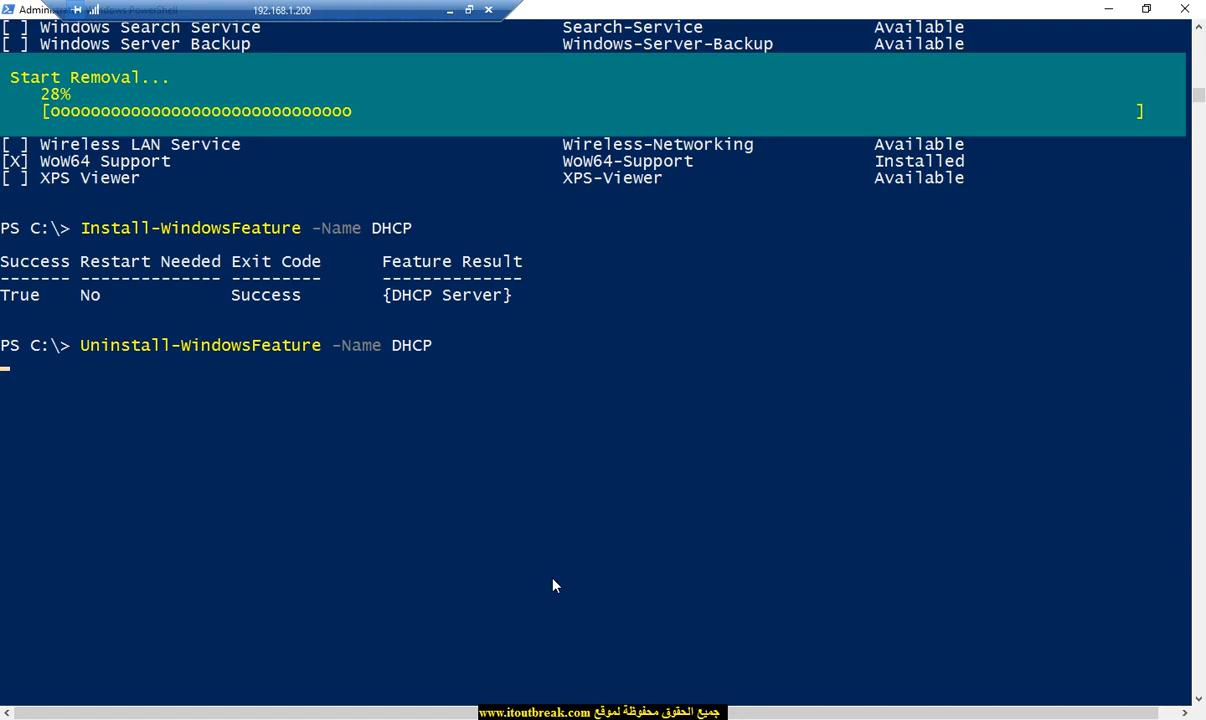 192.168.1.200
[ ] Windows Search Service Search-Service Available
[ ] Windows Server Backup Windows-Server-Backup Available
Start Removal...
28%
[oooooooooooooooooooooooooooooo ]
[ ] Wireless LAN Service Wireless-Networking Available
[X] WoW64 Support WoW64-Support Installed
[ ] XPS Viewer XPS-Viewer Available
PS C:\> Install-WindowsFeature -Name DHCP
Success Restart Needed Exit Code Feature Result
------- -------------- --------- --------------
True No Success {DHCP Server}
PS C:\> Uninstall-WindowsFeature -Name DHCP
جميع الحقوق محفوظة لموقع www.itoutbreak.com